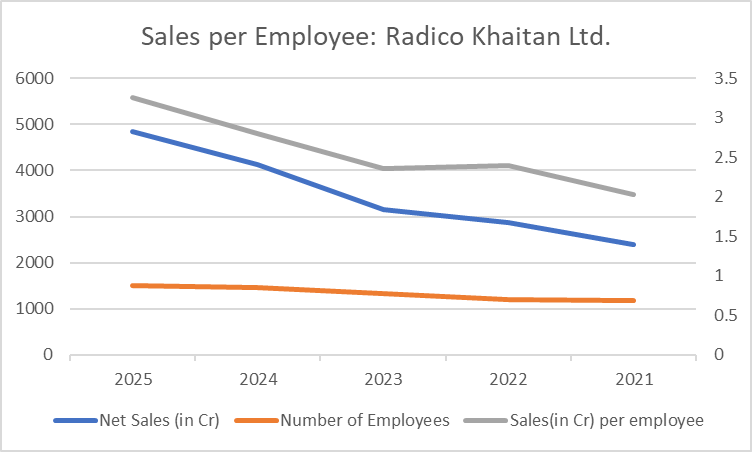 Sales per Employee: Radico Khaitan Ltd.
6000 3.5
5000 3
4000 2.5
3000 2
2000 1.5
1000 1
0 0.5
0
2025 2024 2023 2022 2021
Net Sales (in Cr) Number of Employees Sales(in Cr) per employee